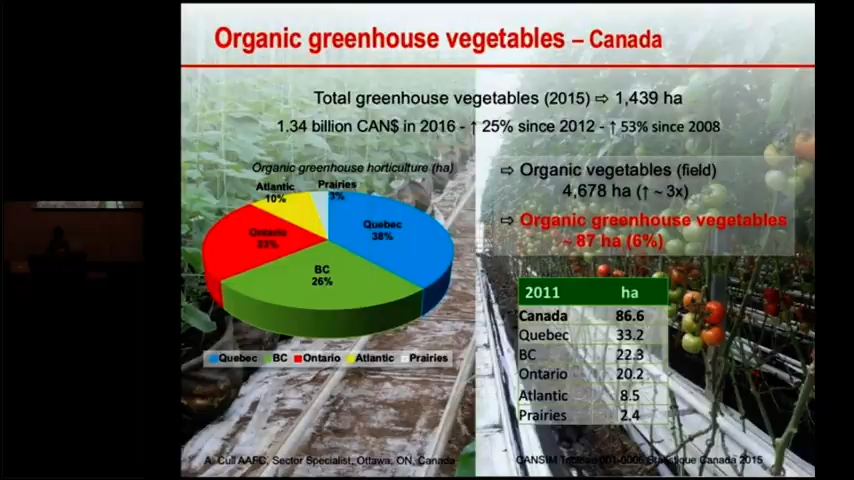 Organic greenhouse vegetables – Canada
Total greenhouse vegetables (2015) ⇨ 1,439 ha
1.34 billion CAN$ in 2016 - ↑ 25% since 2012 - ↑ 53% since 2008
Organic greenhouse horticulture (ha)
Atlantic
10%
Prairies
3%
Quebec
38%
Ontario
23%
BC
26%
Quebec BC Ontario Atlantic Prairies
⇨ Organic vegetables (field)
4,678 ha (↑ ~ 3x)
⇨ Organic greenhouse vegetables
~ 87 ha (6%)
2011 ha
Canada 86.6
Quebec 33.2
BC 22.3
Ontario 20.2
Atlantic 8.5
Prairies 2.4
A. Cull AAFC, Sector Specialist, Ottawa, ON, Canada
CANSIM 001-0006 Statistique Canada 2015